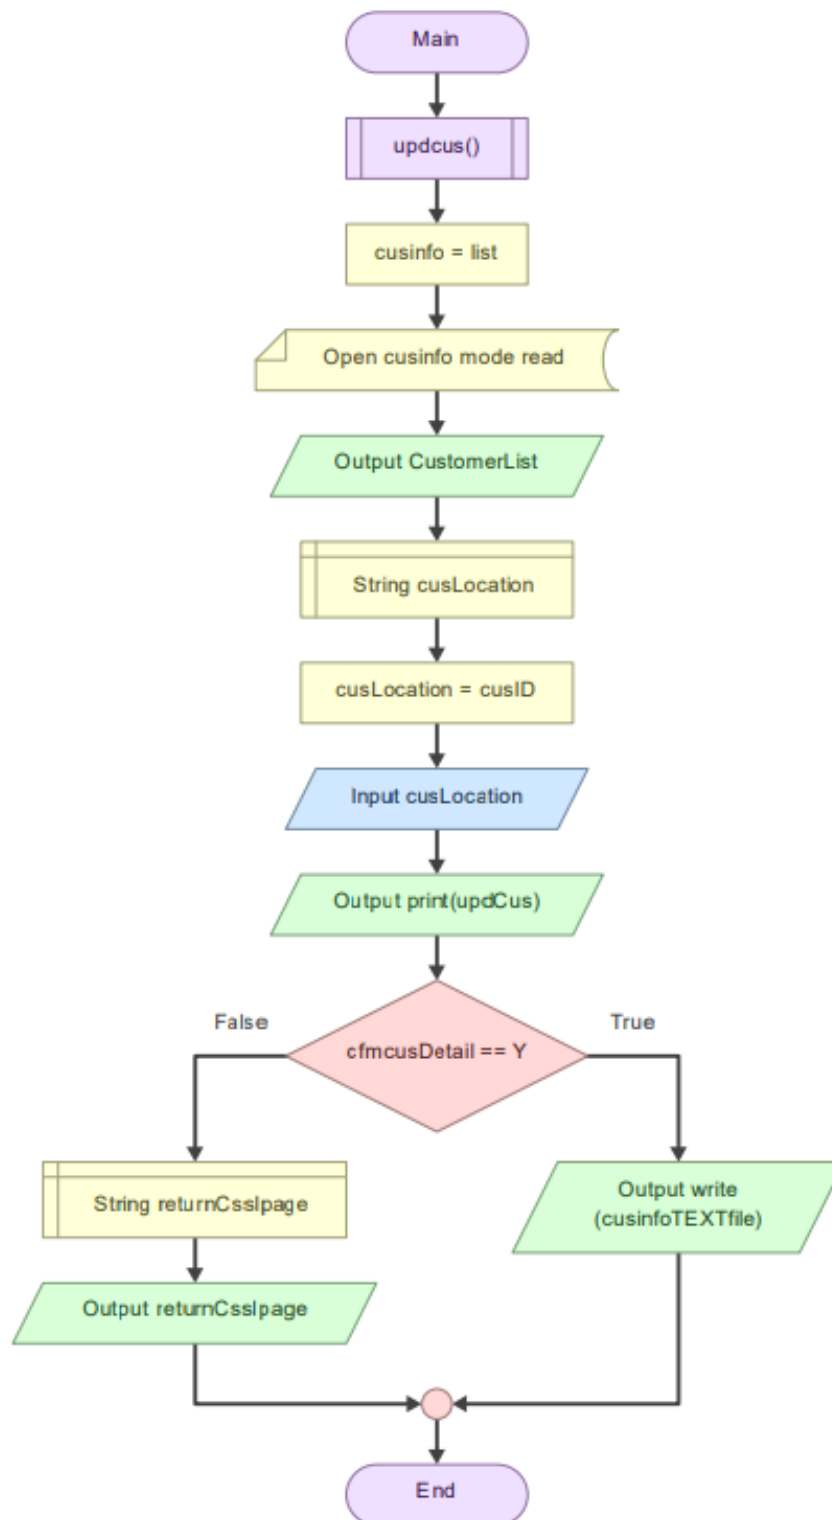 Main
updcus()
cusinfo = list
Open cusinfo mode read
Output CustomerList
String cusLocation
cusLocation = cusID
Input cusLocation
Output print(updCus)
False
True
cfmcusDetail == Y
String returnCsslpage
Output write
(cusinfoTEXTfile)
Output returnCsslpage
End